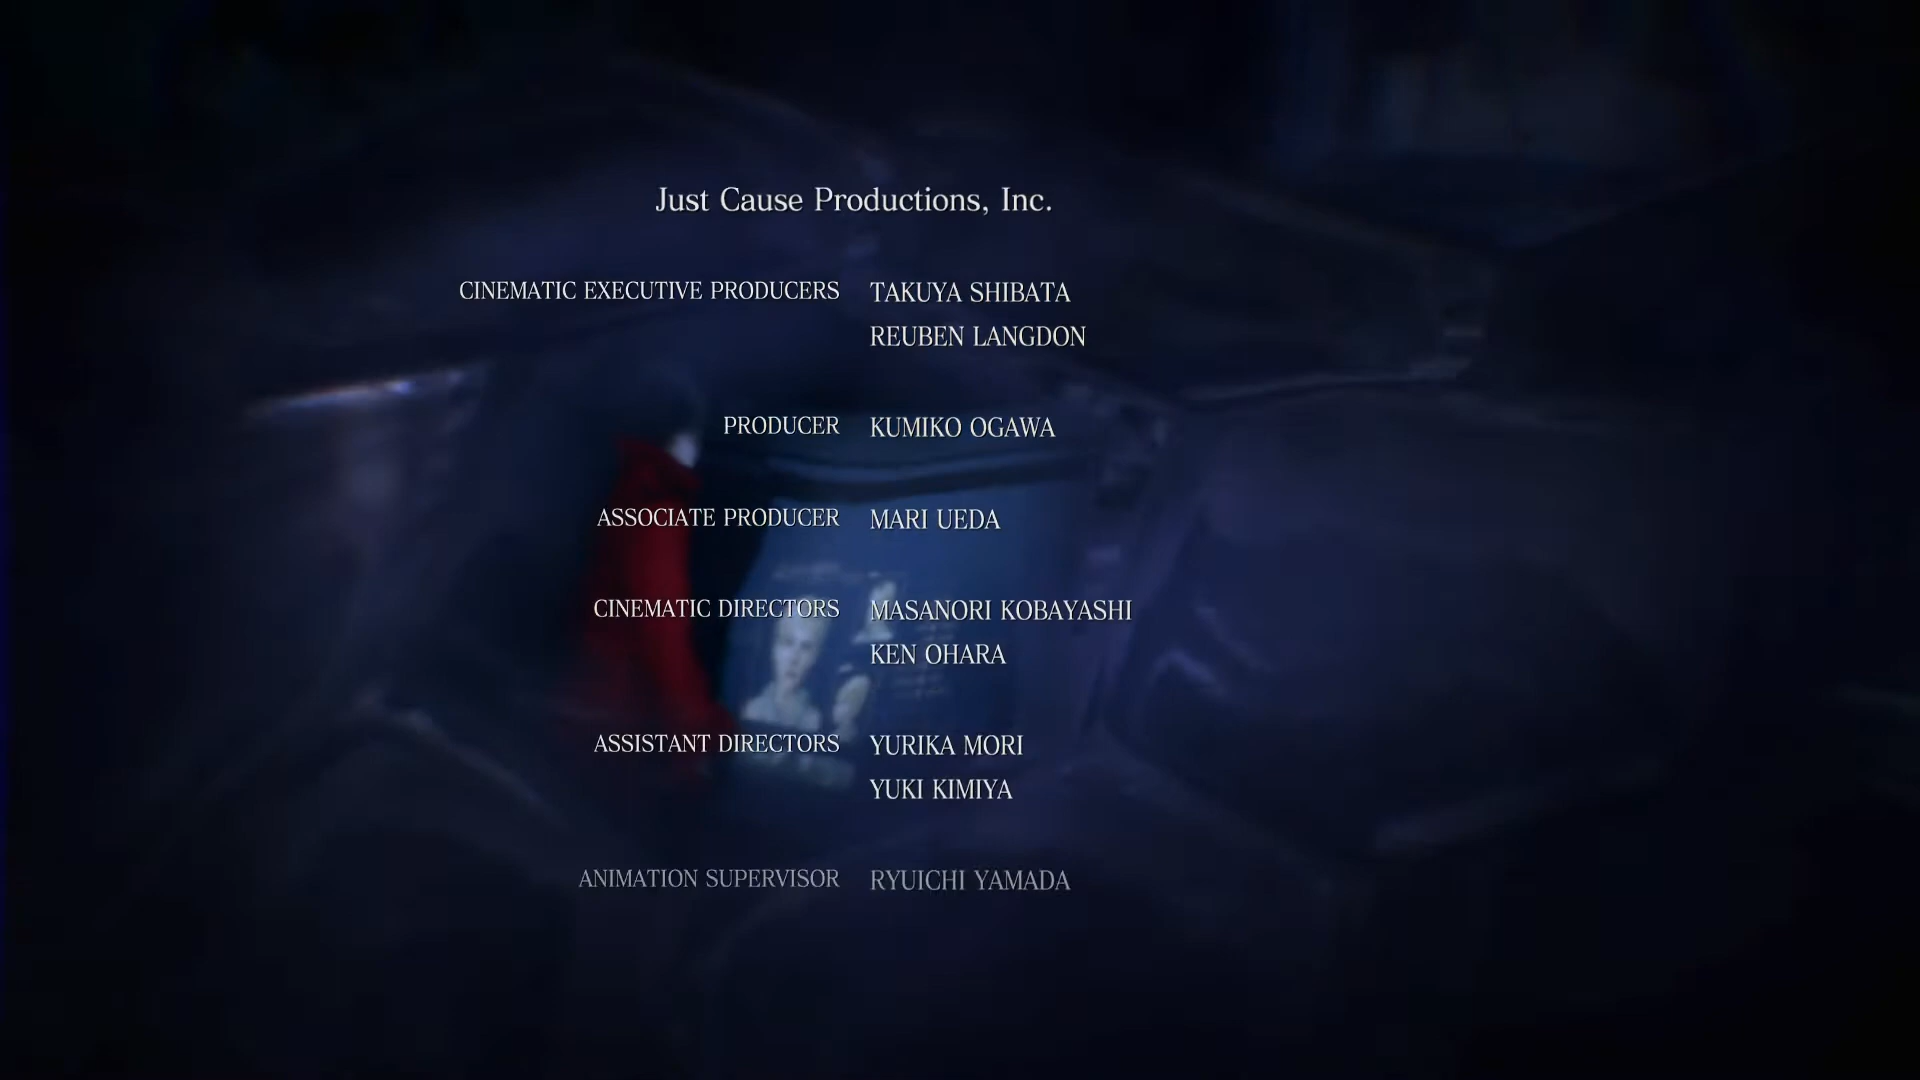 Just Cause Productions, Inc.
CINEMATIC EXECUTIVE PRODUCERS TAKUYA SHIBATA
REUBEN LANGDON
PRODUCER KUMIKO OGAWA
ASSOCIATE PRODUCER MARI UEDA
CINEMATIC DIRECTORS MASANORI KOBAYASHI
KEN OHARA
ASSISTANT DIRECTORS YURIKA MORI
YUKI KIMIYA
ANIMATION SUPERVISOR RYUICHI YAMADA